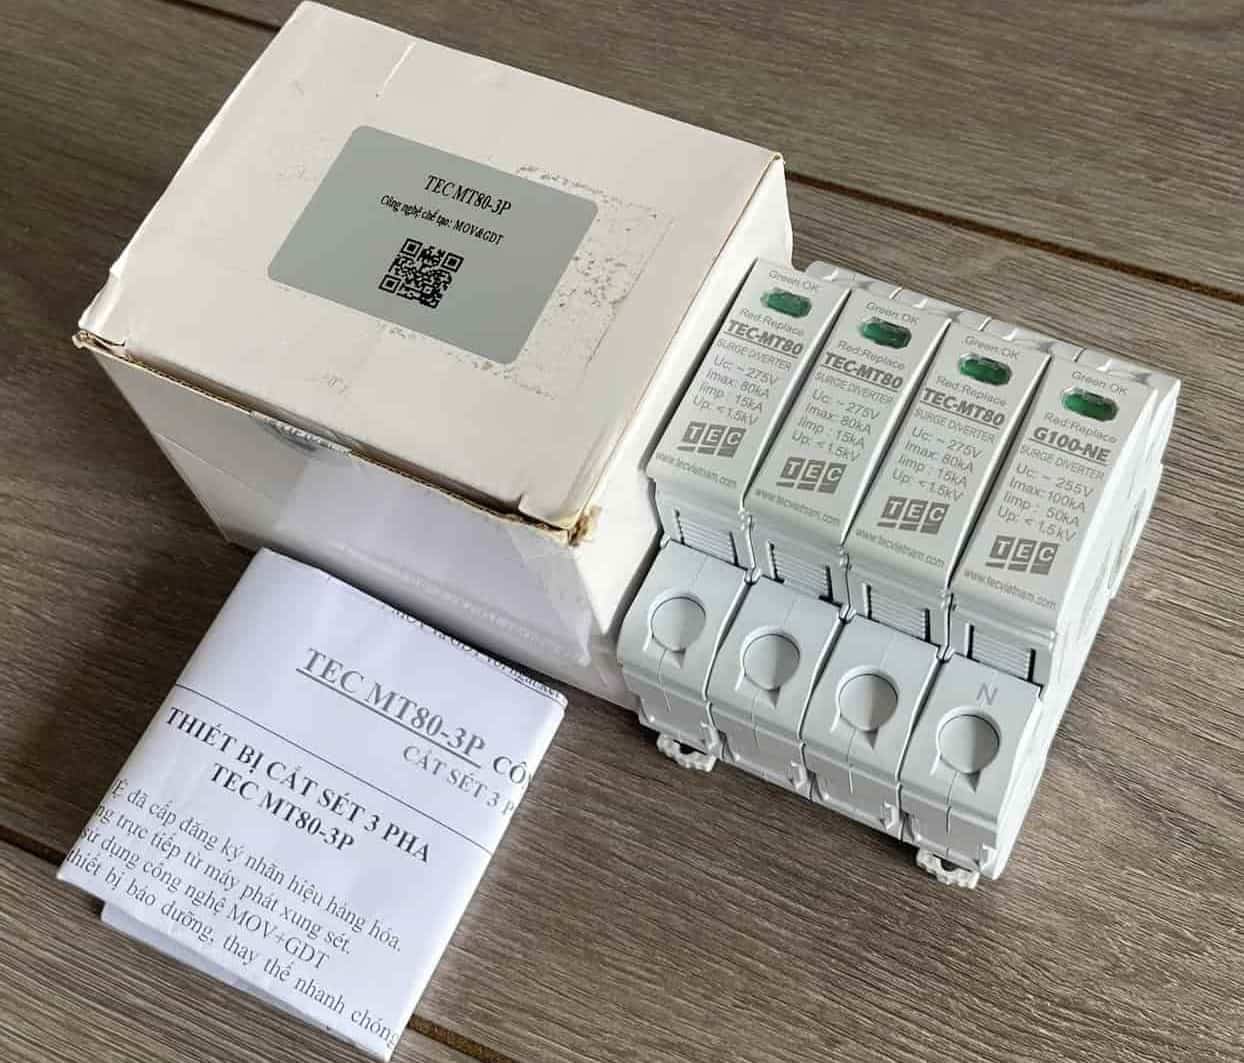 TEC MT80-3P
Công nghệ chế tạo: MOV&GDT
Green:OK
Red:Replace
TEC-MT80
SURGE DIVERTER
Uc: ~ 275V
Imax: 80kA
Iimp : 15kA
Up: < 1.5kV
TEC
www.tecvietnam.com
Green:OK
Red:Replace
TEC-MT80
SURGE DIVERTER
Uc: ~ 275V
Imax: 80kA
Iimp : 15kA
Up: < 1.5kV
TEC
www.tecvietnam.com
Green:OK
Red:Replace
TEC-MT80
SURGE DIVERTER
Uc: ~ 275V
Imax: 80kA
Iimp : 15kA
Up: < 1.5kV
TEC
www.tecvietnam.com
Green:OK
Red:Replace
G100-NE
SURGE DIVERTER
Uc: ~ 255V
Imax: 100kA
Iimp : 50kA
Up: < 1.5kV
TEC
www.tecvietnam.com
N
TEC MT80-3P CÔ
CẮT SÉT 3 P
THIẾT BỊ CẮT SÉT 3 PHA
TEC MT80-3P
đã cấp đăng ký nhãn hiệu hàng hóa.
trực tiếp từ máy phát xung sét.
sử dụng công nghệ MOV+GDT
thiết bị bảo dưỡng, thay thế nhanh chóng